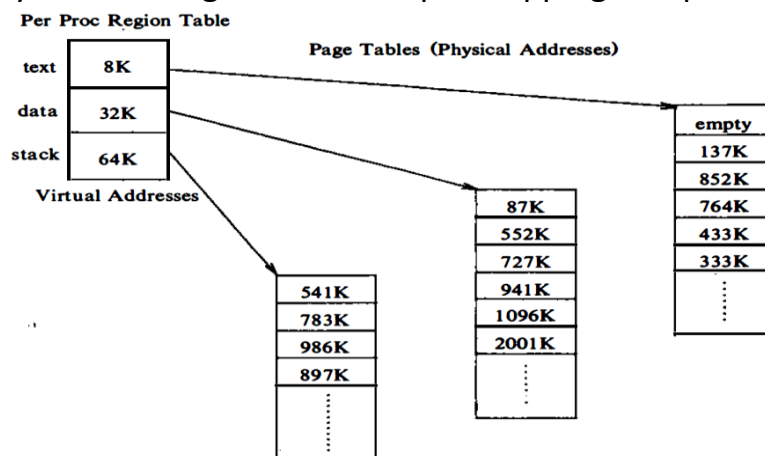 Per Proc Region Table
Page Tables (Physical Addresses)
text 8K
data 32K
stack 64K
Virtual Addresses
empty
137K
852K
764K
433K
333K
87K
552K
727K
941K
1096K
2001K
541K
783K
986K
897K